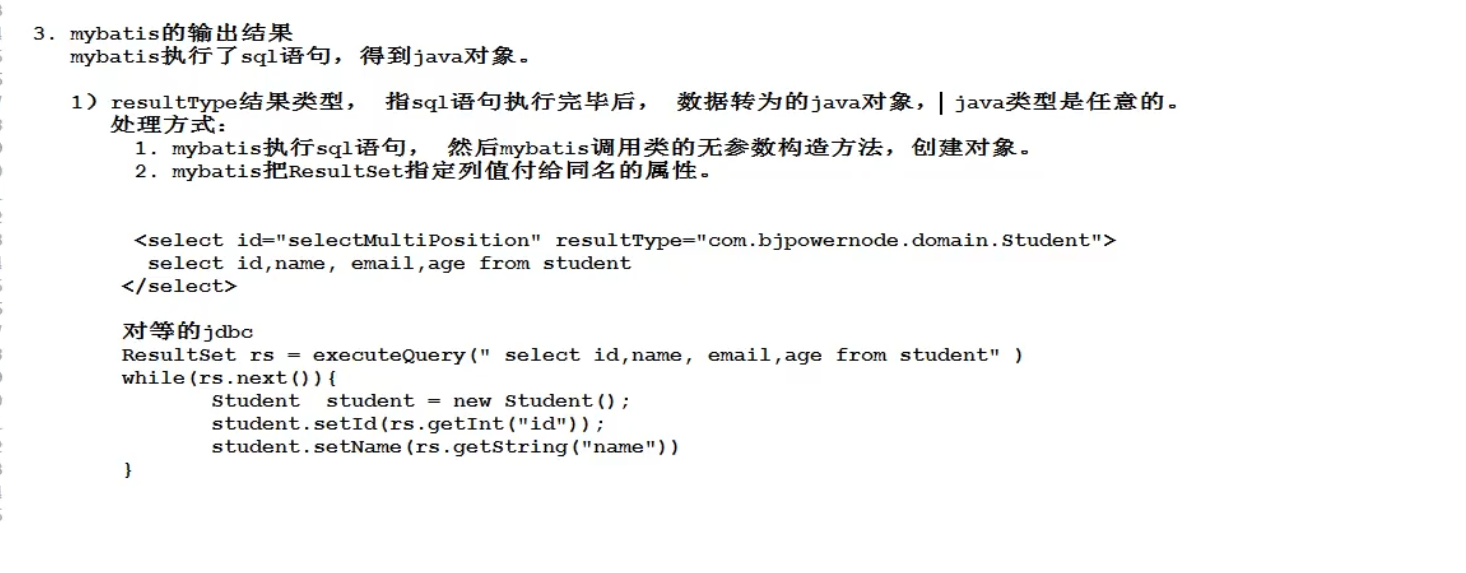 3. mybatis的输出结果
mybatis执行了sql语句，得到java对象。
1）resultType结果类型， 指sql语句执行完毕后， 数据转为的java对象， java类型是任意的。
处理方式：
1. mybatis执行sql语句， 然后mybatis调用类的无参数构造方法，创建对象。
2. mybatis把ResultSet指定列值付给同名的属性。
<select id="selectMultiPosition" resultType="com.bjpowernode.domain.Student">
select id,name, email,age from student
</select>
对等的jdbc
ResultSet rs = executeQuery(" select id,name, email,age from student" )
while(rs.next()){
Student  student = new Student();
student.setId(rs.getInt("id"));
student.setName(rs.getString("name"))
}